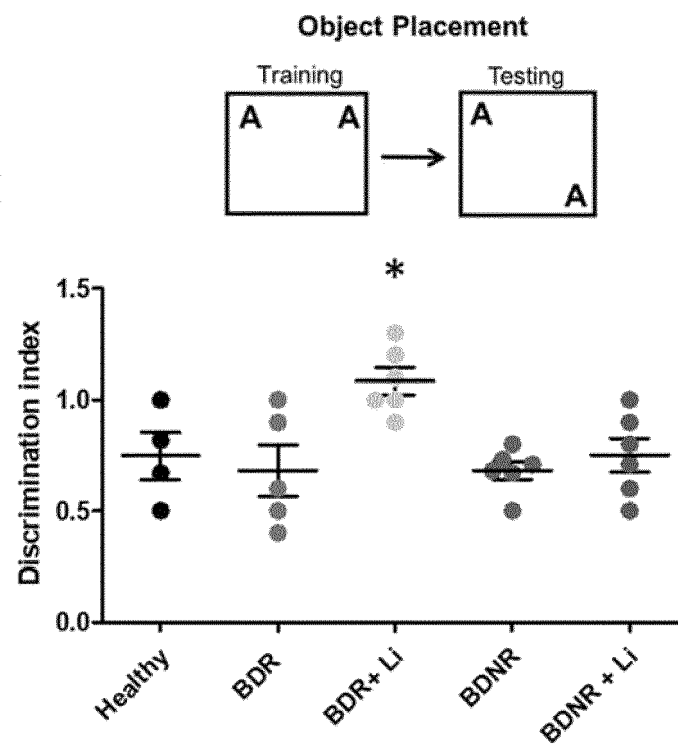 Object Placement
Training
Testing
A A
A
A
*
Discrimination index
1.5
1.0
0.5
0.0
Healthy
BDR
BDR+ Li
BDNR
BDNR + Li